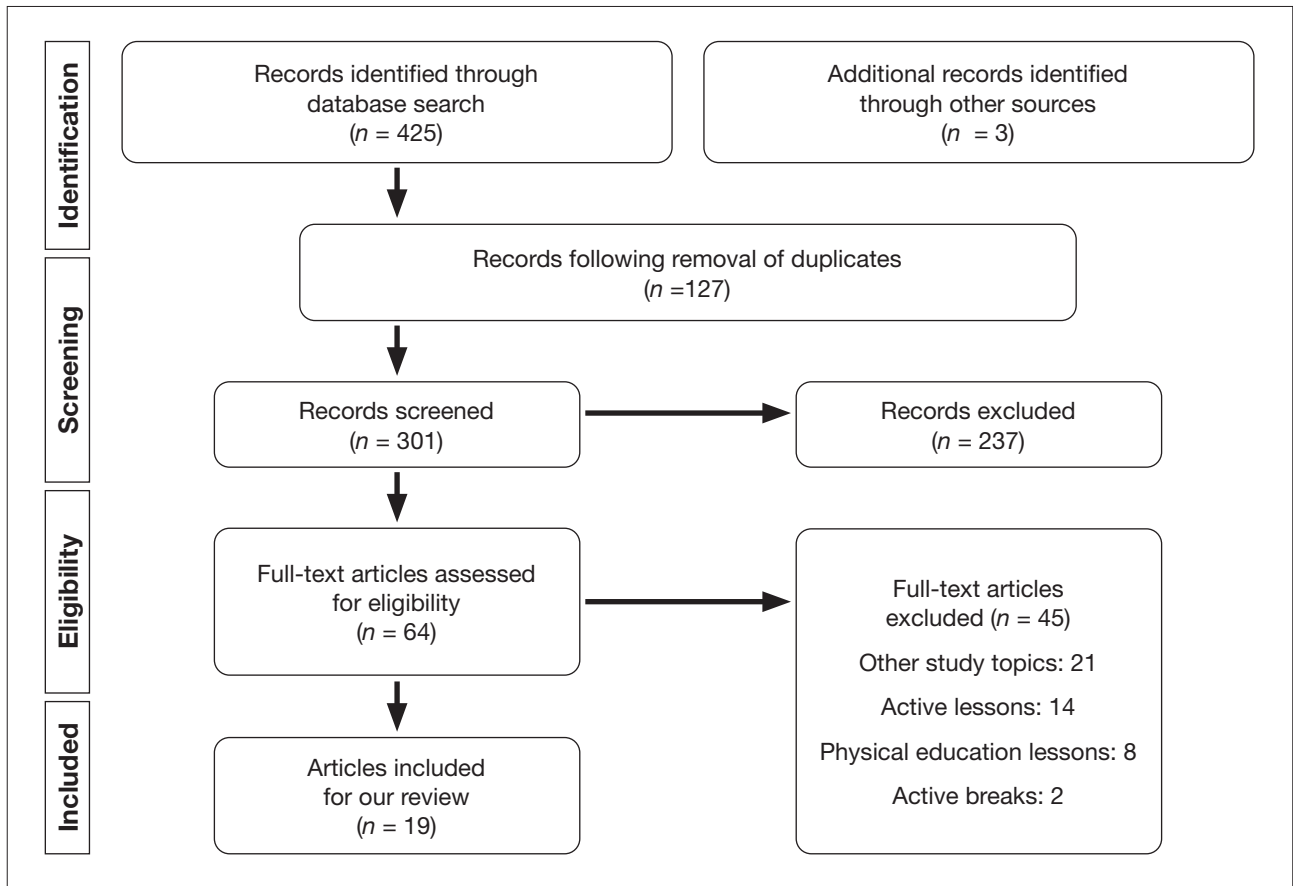 Identification
Records identified through
database search
(n = 425)
Additional records identified
through other sources
(n = 3)
Screening
Records following removal of duplicates
(n =127)
Records screened
(n = 301)
Records excluded
(n = 237)
Eligibility
Full-text articles assessed
for eligibility
(n = 64)
Full-text articles
excluded (n = 45)
Other study topics: 21
Active lessons: 14
Physical education lessons: 8
Active breaks: 2
Included
Articles included
for our review
(n = 19)